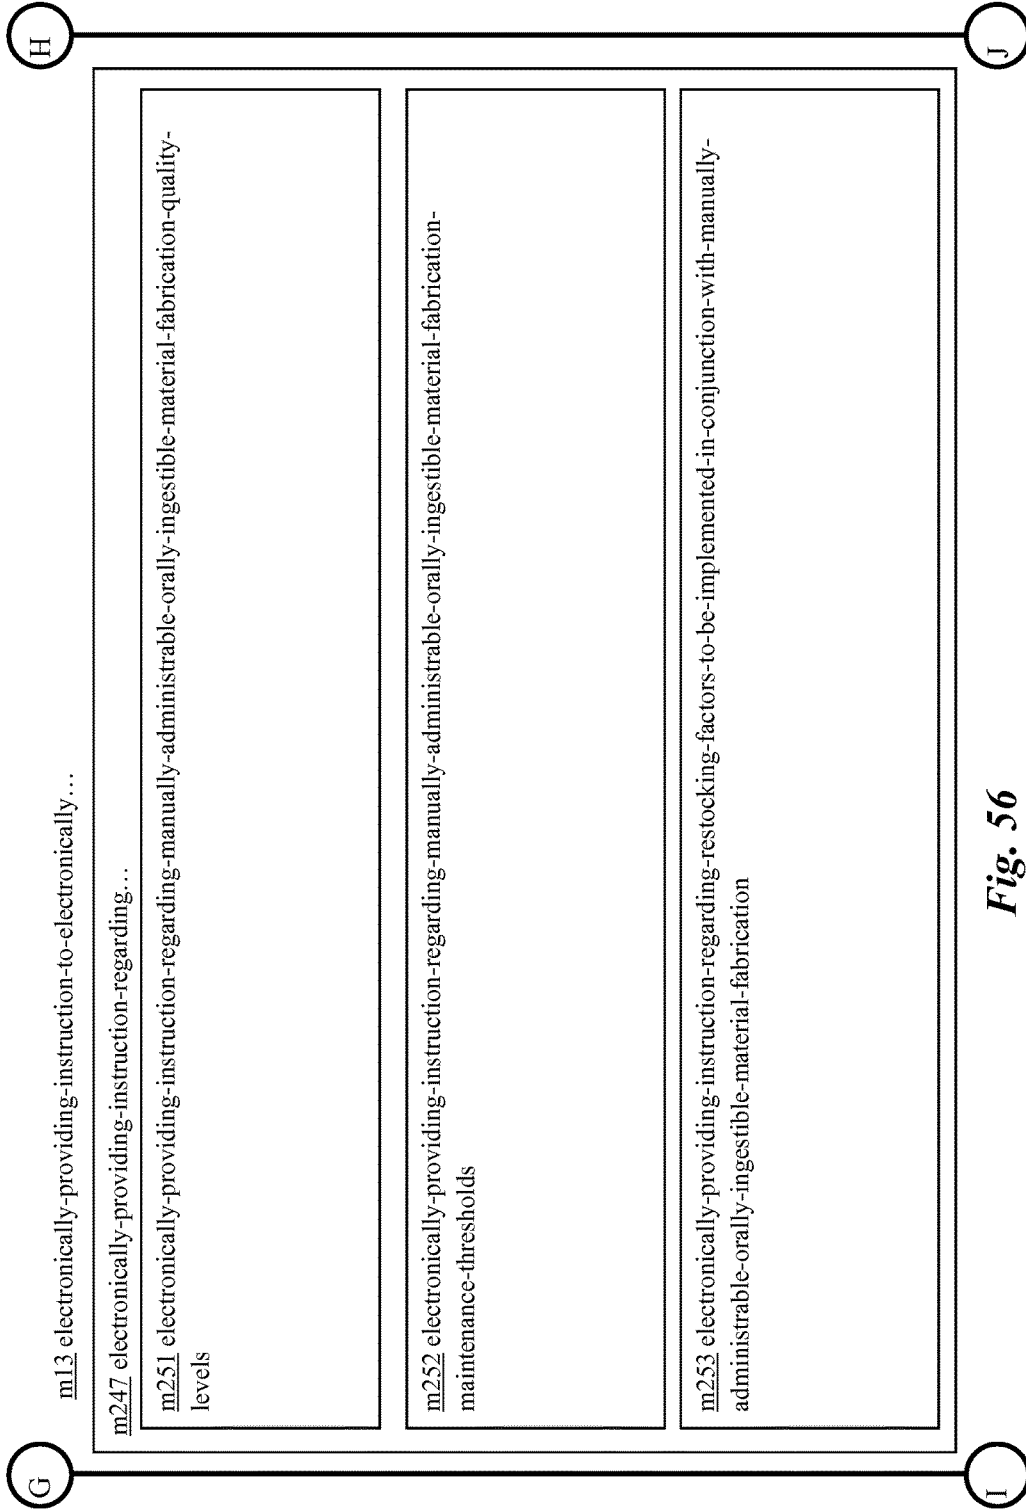 G
H
m13 electronically-providing-instruction-to-electronically…
m247 electronically-providing-instruction-regarding…
m251 electronically-providing-instruction-regarding-manually-administrable-orally-ingestible-material-fabrication-quality-
levels
m252 electronically-providing-instruction-regarding-manually-administrable-orally-ingestible-material-fabrication-
maintenance-thresholds
m253 electronically-providing-instruction-regarding-restocking-factors-to-be-implemented-in-conjunction-with-manually-
administrable-orally-ingestible-material-fabrication
I
J
Fig. 56